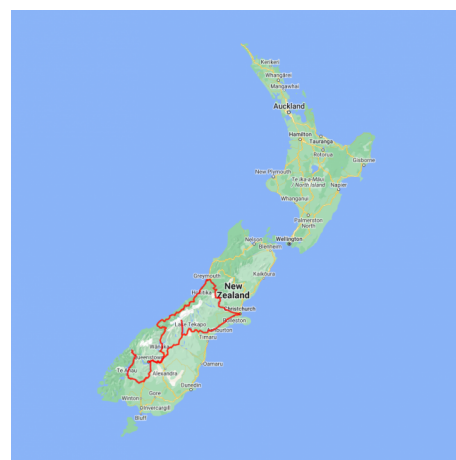 Kerikeri
Whangārei
Mangawhai
Auckland
Hamilton
Tauranga
Rotorua
Gisborne
New Plymouth
Te Ika-a-Māui
North Island
Napier
Whanganui
Palmerston
North
Nelson
Wellington
Blenheim
Kaikōura
Greymouth
Hokitika
New
Zealand
Christchurch
Lake Tekapo
Timaru
Wanaka
Queenstown
Oamaru
Te Anau
Alexandra
Dunedin
Gore
Winton
Invercargill
Bluff